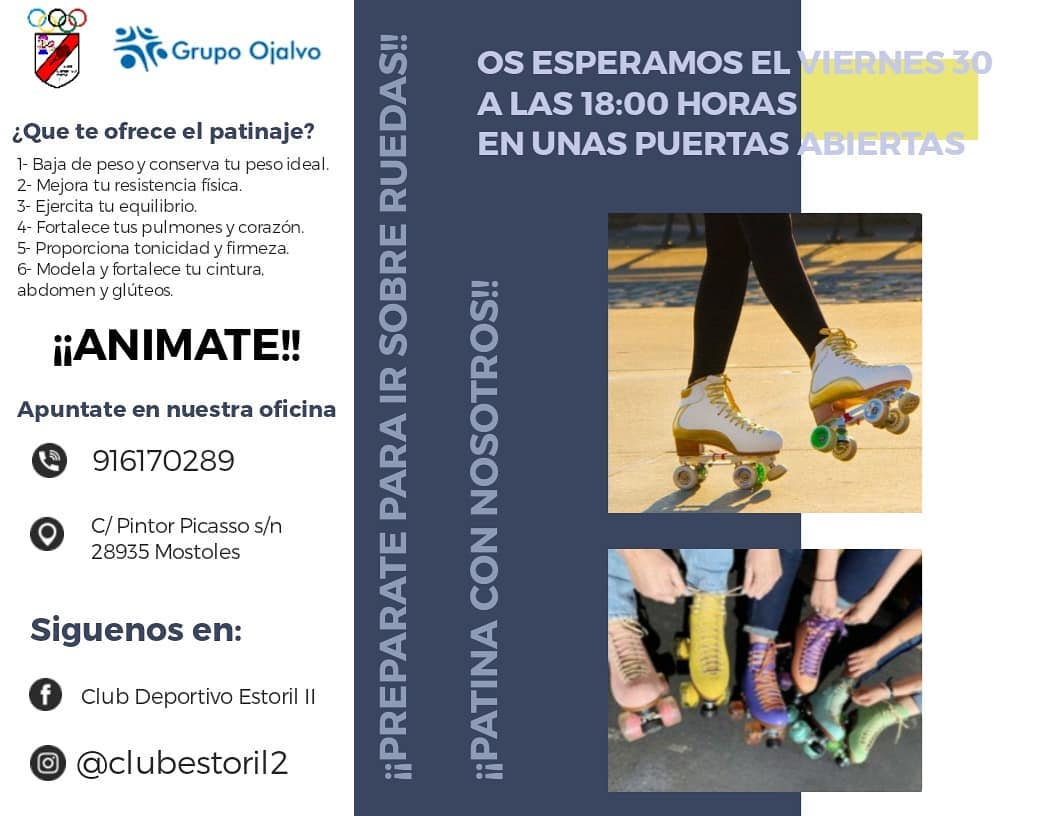 Grupo Ojalvo
¿Que te ofrece el patinaje?
1- Baja de peso y conserva tu peso ideal.
2- Mejora tu resistencia física.
3- Ejercita tu equilibrio.
4- Fortalece tus pulmones y corazón.
5- Proporciona tonicidad y firmeza.
6- Modela y fortalece tu cintura,
abdomen y glúteos.
¡¡ANIMATE!!
Apuntate en nuestra oficina
916170289
C/ Pintor Picasso s/n
28935 Mostoles
Siguenos en:
Club Deportivo Estoril II
@clubestoril2
¡¡PREPARATE PARA IR SOBRE RUEDAS!!
¡¡PATINA CON NOSOTROS!!
OS ESPERAMOS EL VIERNES 30
A LAS 18:00 HORAS
EN UNAS PUERTAS ABIERTAS